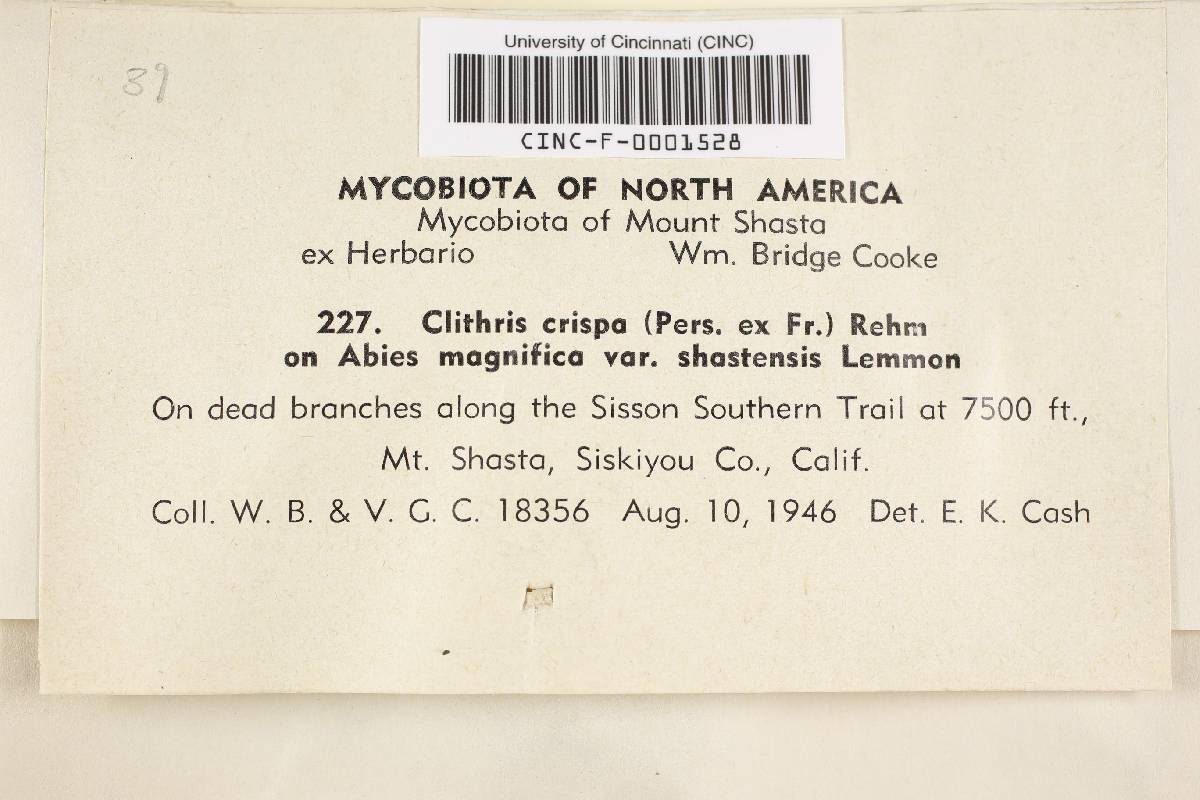 University of Cincinnati (CINC)
39
CINC-F-0001528
MYCOBIOTA OF NORTH AMERICA
Mycobiota of Mount Shasta
ex Herbario Wm. Bridge Cooke
227. Clithris crispa (Pers. ex Fr.) Rehm
on Abies magnifica var. shastensis Lemmon
On dead branches along the Sisson Southern Trail at 7500 ft.,
Mt. Shasta, Siskiyou Co., Calif.
Coll. W. B. & V. G. C. 18356 Aug. 10, 1946 Det. E. K. Cash